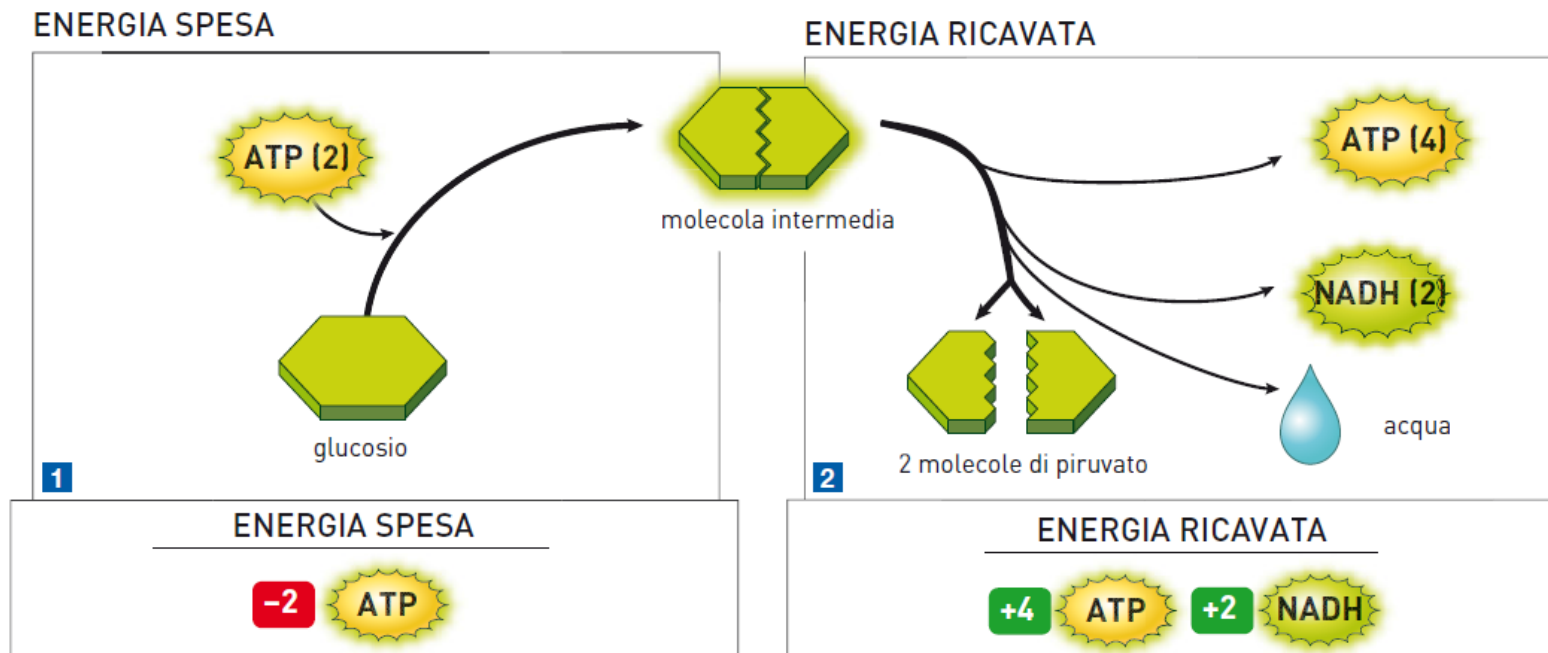 ENERGIA SPESA
ATP (2)
glucosio
1
molecola intermedia
ENERGIA RICAVATA
ATP (4)
NADH (2)
acqua
2 molecole di piruvato
2
ENERGIA SPESA
–2
ATP
ENERGIA RICAVATA
+4
ATP
+2
NADH